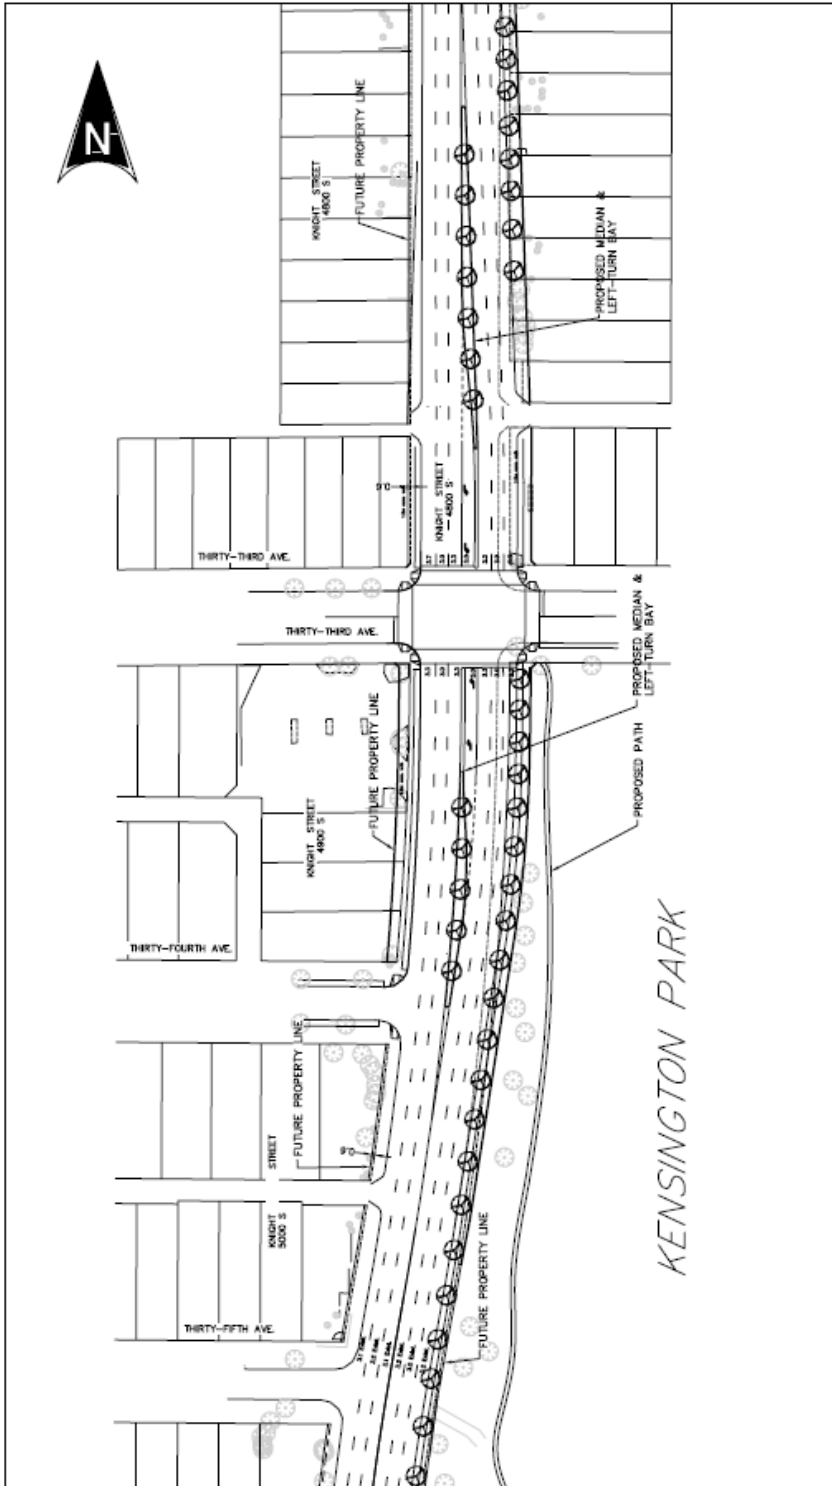 N
KNIGHT STREET
4800 S
FUTURE PROPERTY LINE
PROPOSED MEDIAN &
LEFT-TURN BAY
KNIGHT STREET
4800 S
THIRTY-THIRD AVE.
THIRTY-THIRD AVE.
PROPOSED MEDIAN &
LEFT-TURN BAY
PROPOSED PATH
FUTURE PROPERTY LINE
KNIGHT STREET
4900 S
THIRTY-FOURTH AVE.
KENSINGTON PARK
FUTURE PROPERTY LINE
KNIGHT STREET
5000 S
FUTURE PROPERTY LINE
THIRTY-FIFTH AVE.